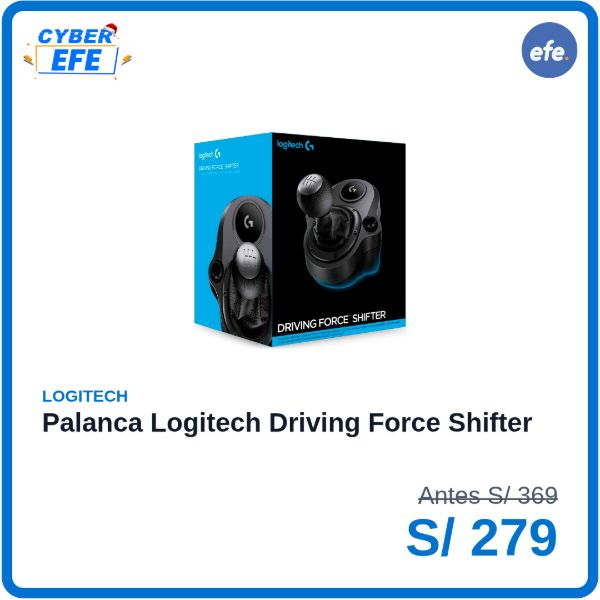 CYBER
EFE
efe.
logitech G
DRIVING FORCE SHIFTER
logitech G
DRIVING FORCE™ SHIFTER
LOGITECH
Palanca Logitech Driving Force Shifter
Antes S/ 369
S/ 279